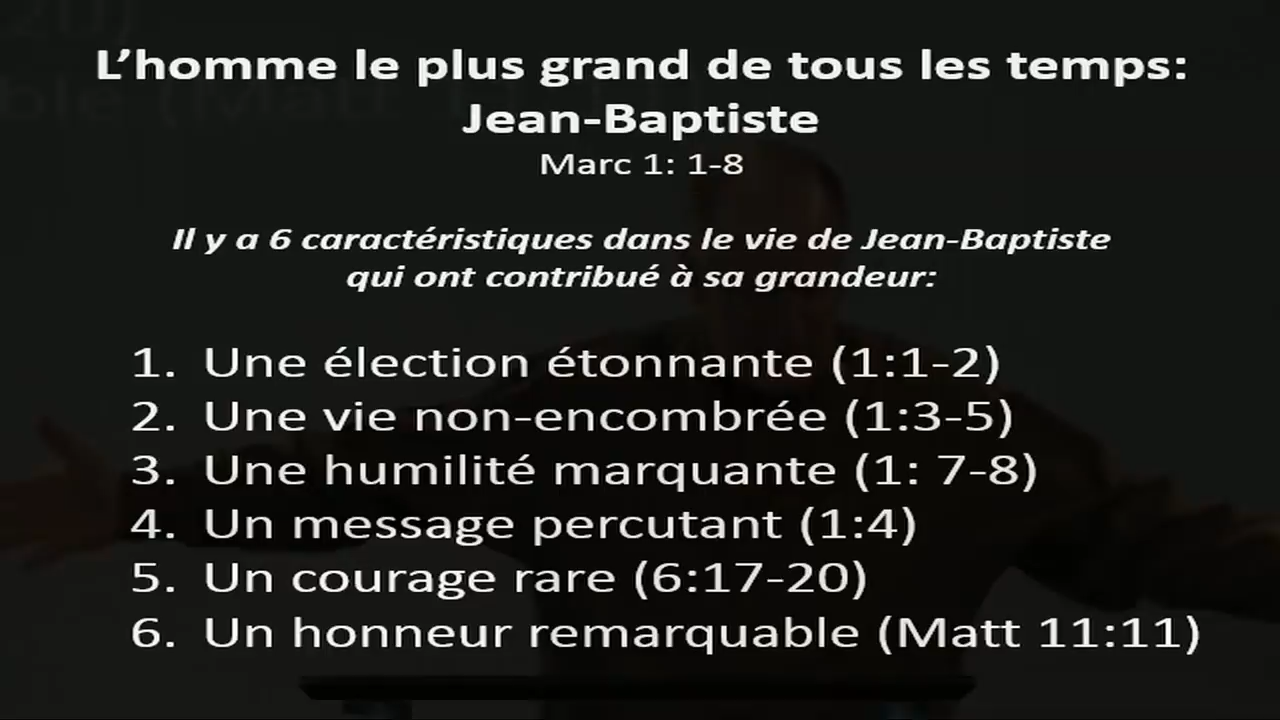 L’homme le plus grand de tous les temps:
Jean-Baptiste
Marc 1: 1-8
Il y a 6 caractéristiques dans le vie de Jean-Baptiste
qui ont contribué à sa grandeur:
1. Une élection étonnante (1:1-2)
2. Une vie non-encombrée (1:3-5)
3. Une humilité marquante (1: 7-8)
4. Un message percutant (1:4)
5. Un courage rare (6:17-20)
6. Un honneur remarquable (Matt 11:11)